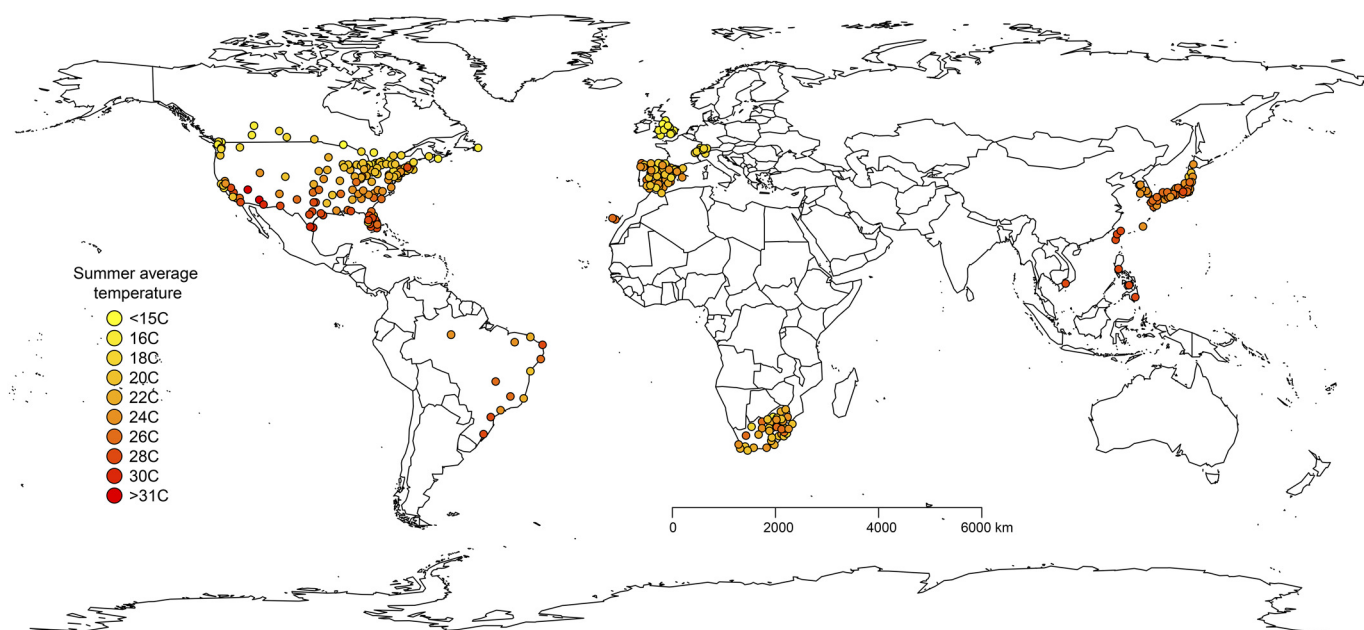 Summer average
temperature
<15C
16C
18C
20C
22C
24C
26C
28C
30C
>31C
0 2000 4000 6000 km